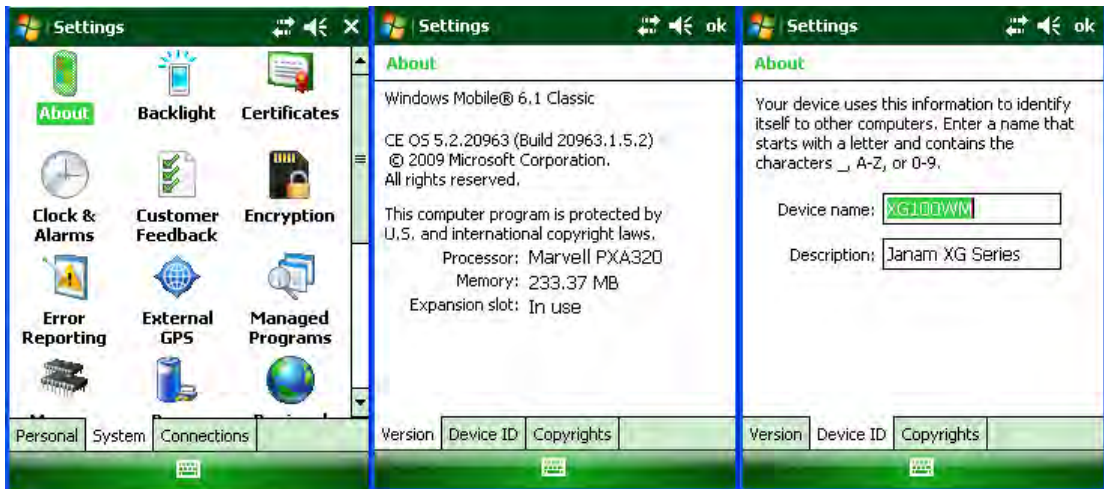 Settings
About Backlight Certificates
Clock & Customer Encryption
Alarms Feedback
Error External Managed
Reporting GPS Programs
Personal System Connections
Settings ok
About
Windows Mobile® 6.1 Classic
CE OS 5.2.20963 (Build 20963.1.5.2)
© 2009 Microsoft Corporation.
All rights reserved.
This computer program is protected by
U.S. and international copyright laws.
Processor: Marvell PXA320
Memory: 233.37 MB
Expansion slot: In use
Version Device ID Copyrights
Settings ok
About
Your device uses this information to identify
itself to other computers. Enter a name that
starts with a letter and contains the
characters _, A-Z, or 0-9.
Device name: XG100WM
Description: Janam XG Series
Version Device ID Copyrights